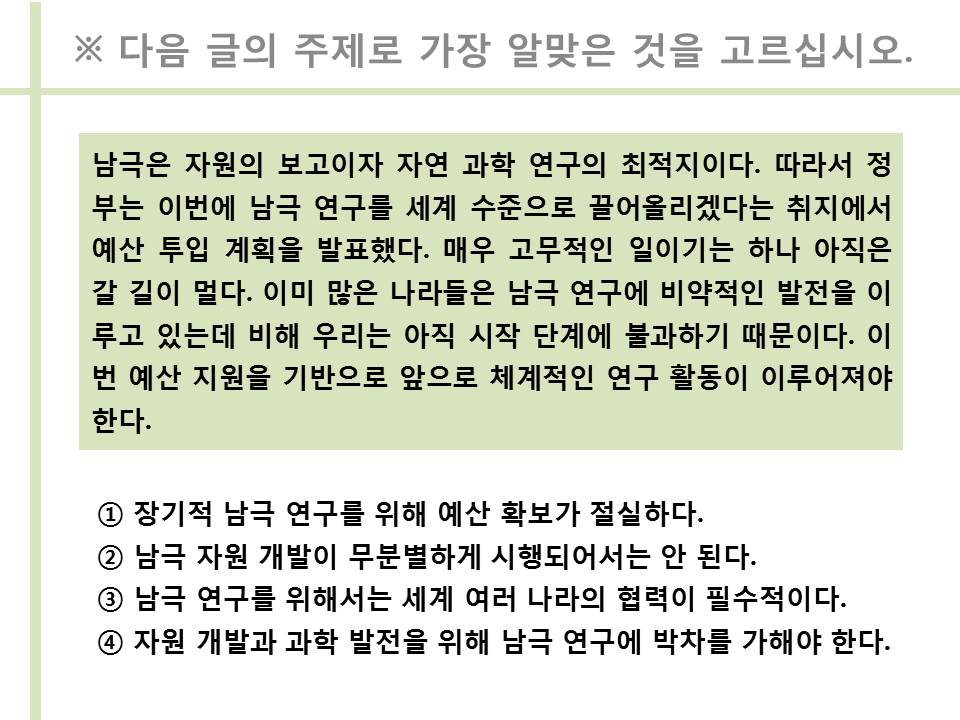 ※ 다음 글의 주제로 가장 알맞은 것을 고르십시오.
남극은 자원의 보고이자 자연 과학 연구의 최적지이다. 따라서 정
부는 이번에 남극 연구를 세계 수준으로 끌어올리겠다는 취지에서
예산 투입 계획을 발표했다. 매우 고무적인 일이기는 하나 아직은
갈 길이 멀다. 이미 많은 나라들은 남극 연구에 비약적인 발전을 이
루고 있는데 비해 우리는 아직 시작 단계에 불과하기 때문이다. 이
번 예산 지원을 기반으로 앞으로 체계적인 연구 활동이 이루어져야
한다.
① 장기적 남극 연구를 위해 예산 확보가 절실하다.
② 남극 자원 개발이 무분별하게 시행되어서는 안 된다.
③ 남극 연구를 위해서는 세계 여러 나라의 협력이 필수적이다.
④ 자원 개발과 과학 발전을 위해 남극 연구에 박차를 가해야 한다.